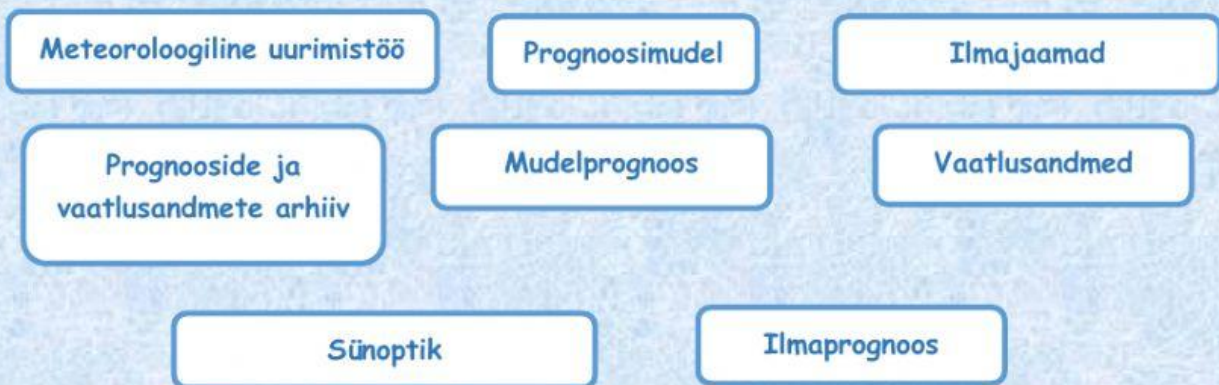 Meteoroloogiline uurimistöö
Prognoosimudel
Ilmajaamad
Prognooside ja
vaatlusandmete arhiiv
Mudelprognoos
Vaatlusandmed
Sünoptik
Ilmaprognoos